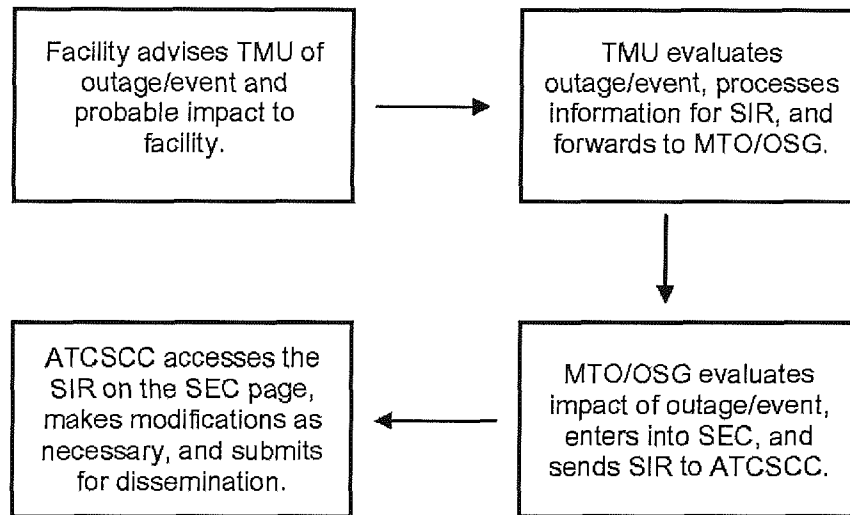 Facility advises TMU of
outage/event and
probable impact to
facility.
TMU evaluates
outage/event, processes
information for SIR, and
forwards to MTO/OSG.
MTO/OSG evaluates
impact of outage/event,
enters into SEC, and
sends SIR to ATCSCC.
ATCSCC accesses the
SIR on the SEC page,
makes modifications as
necessary, and submits
for dissemination.